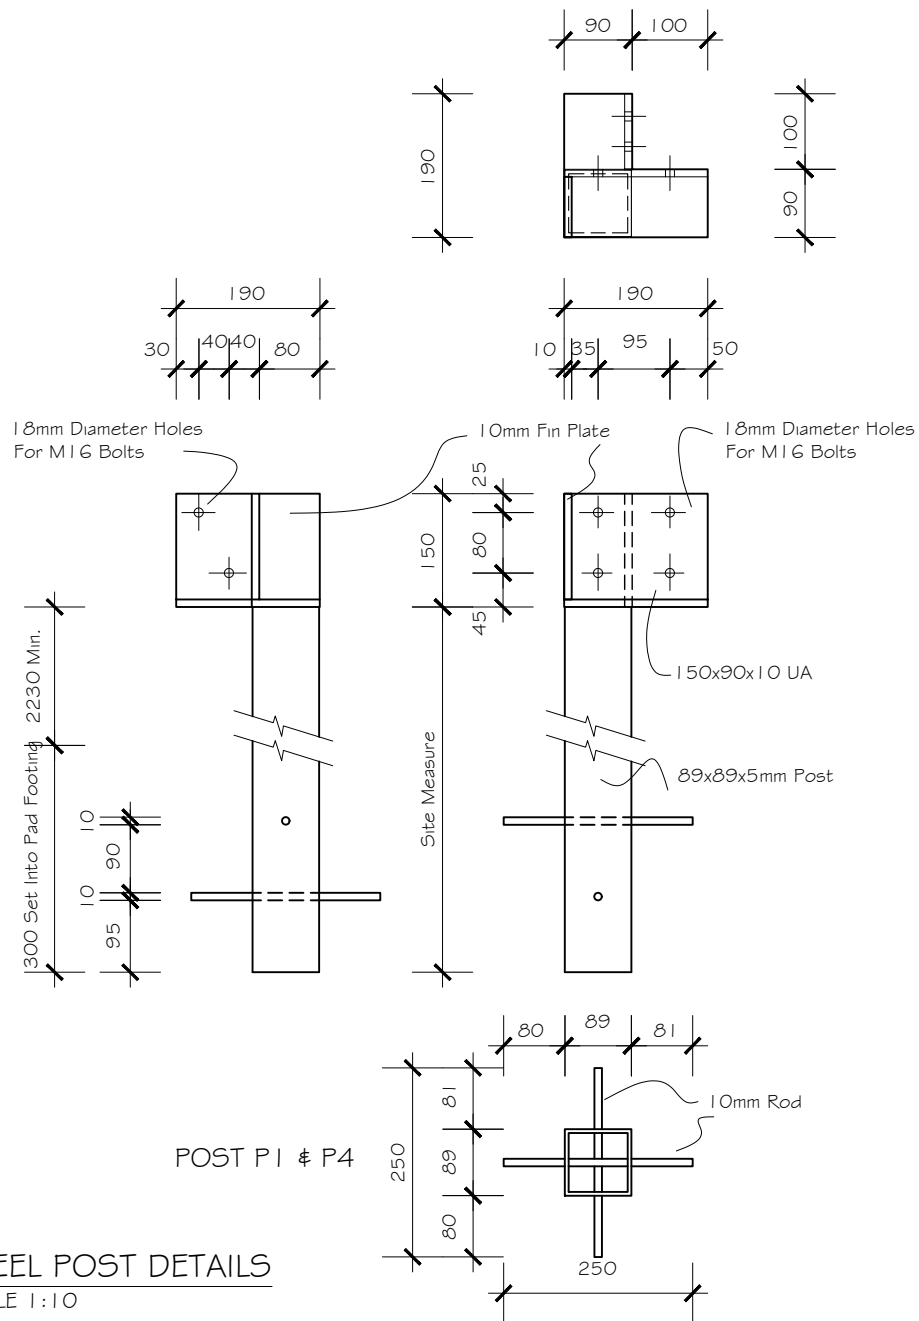 90 100
190
100
90
190
30 40 40 80
190
10 35 95 50
18mm Diameter Holes
For M16 Bolts
10mm Fin Plate
18mm Diameter Holes
For M16 Bolts
25
80
45
150
150x90x10 UA
2230 Min.
300 Set Into Pad Footing
10
90
10
95
Site Measure
89x89x5mm Post
80 89 81
81
89
80
250
10mm Rod
250
POST P1 & P4
EEL POST DETAILS
LE 1:10